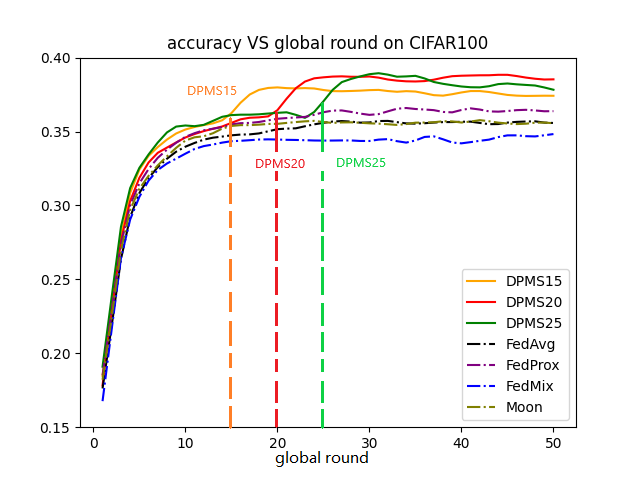 accuracy VS global round on CIFAR100
0.40
0.35
0.30
0.25
0.20
0.15
DPMS15
DPMS20
DPMS25
DPMS15
DPMS20
DPMS25
FedAvg
FedProx
FedMix
Moon
0 10 20 30 40 50
global round